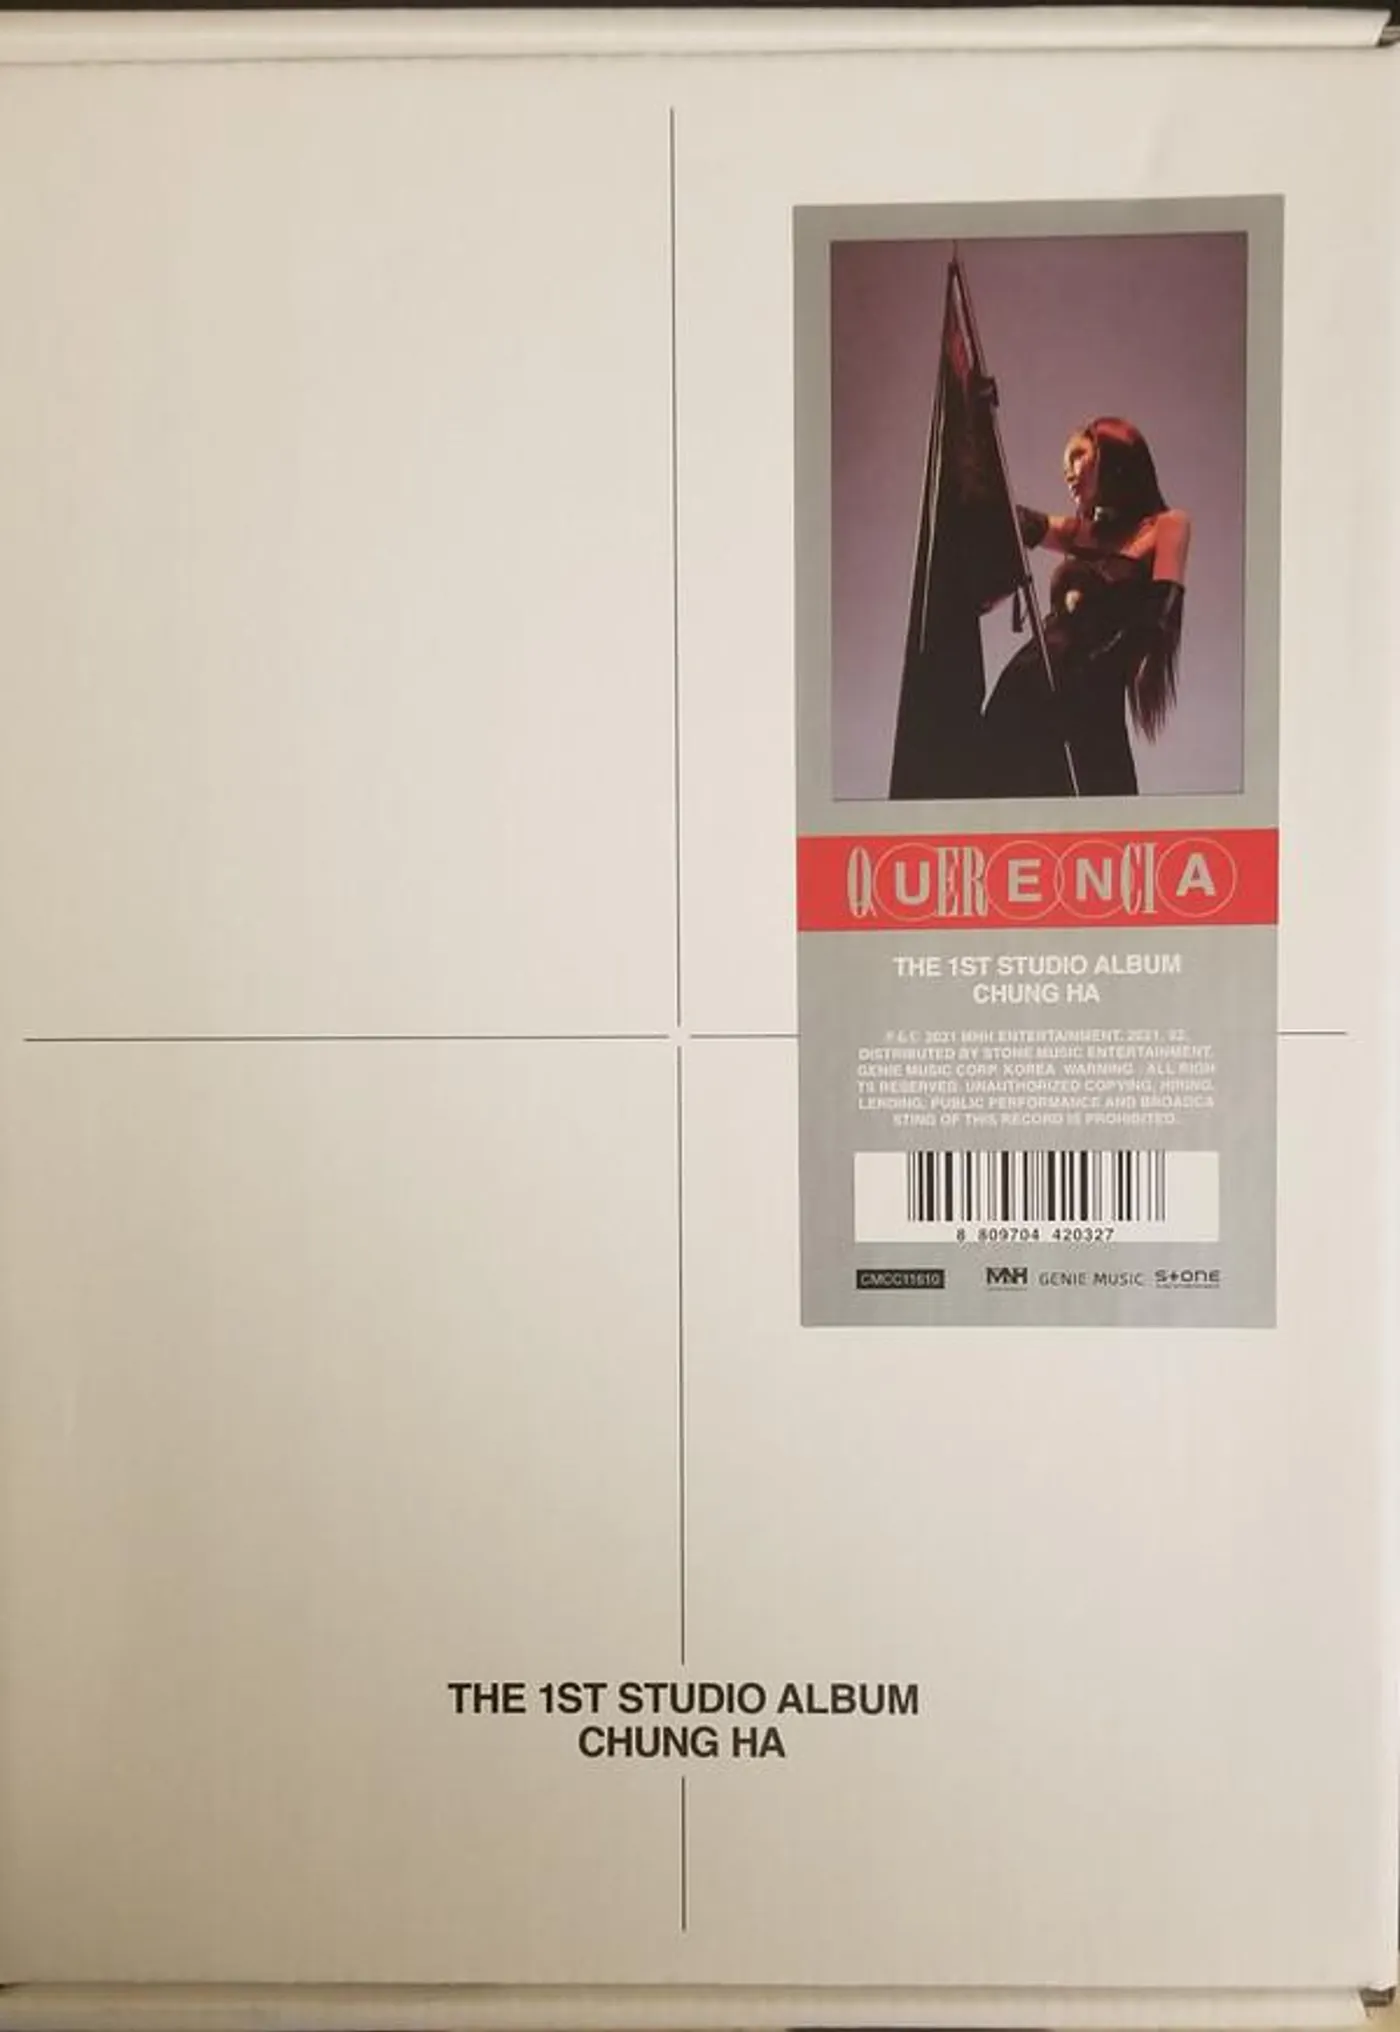 QUERENCIA
THE 1ST STUDIO ALBUM
CHUNG HA
P & C 2021 MNH ENTERTAINMENT. 2021. 02.
DISTRIBUTED BY STONE MUSIC ENTERTAINMENT,
GENIE MUSIC CORP. KOREA. WARNING : ALL RIGH
TS RESERVED. UNAUTHORIZED COPYING, HIRING,
LENDING, PUBLIC PERFORMANCE AND BROADCA
STING OF THIS RECORD IS PROHIBITED.
8 809704 420327
CMCC11610 MNH GENIE MUSIC STONE
THE 1ST STUDIO ALBUM
CHUNG HA